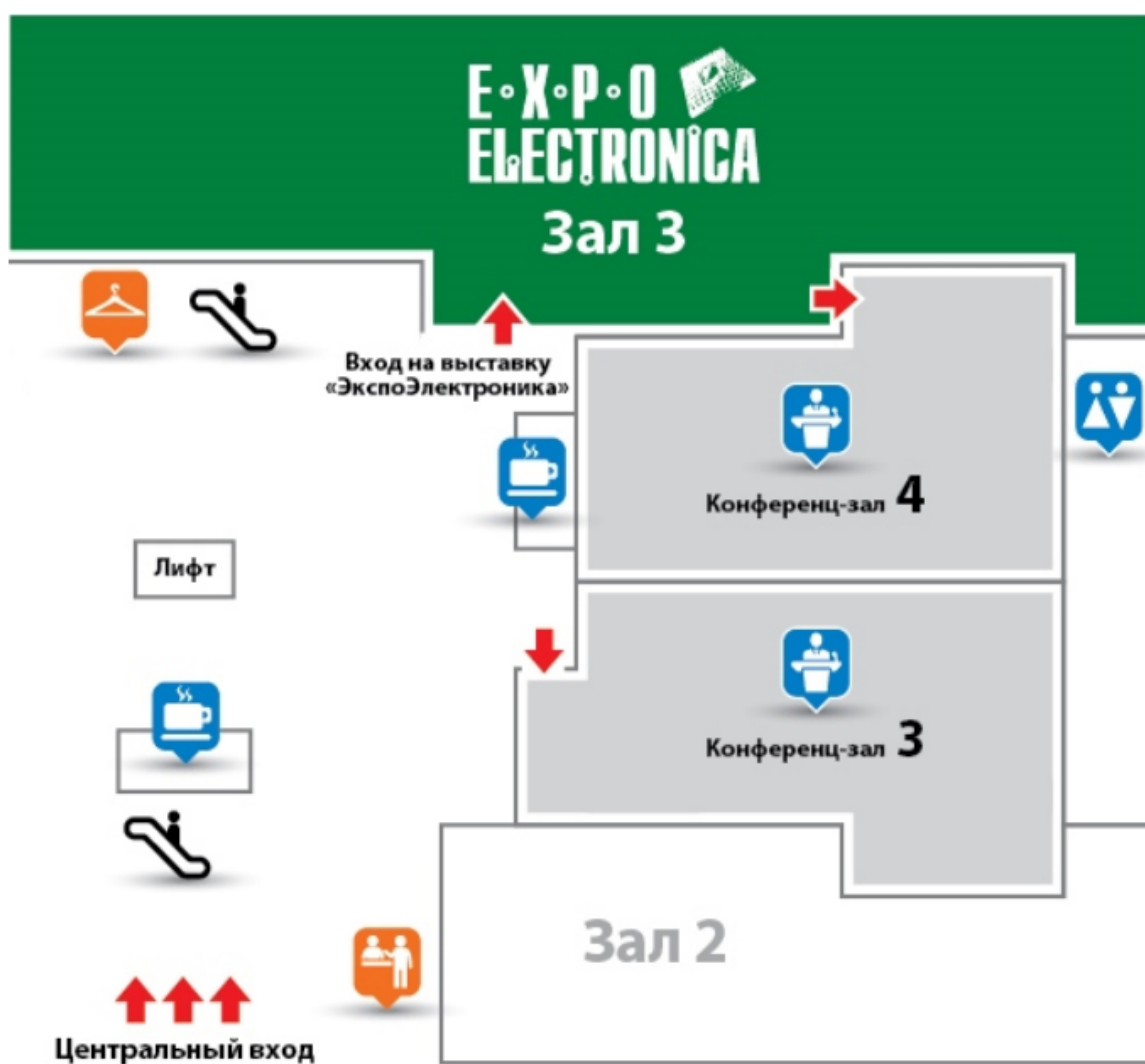 E·X·P·O
ELECTRONICA
Зал 3
Вход на выставку
«ЭкспоЭлектроника»
Конференц-зал 4
Лифт
Конференц-зал 3
Зал 2
Центральный вход